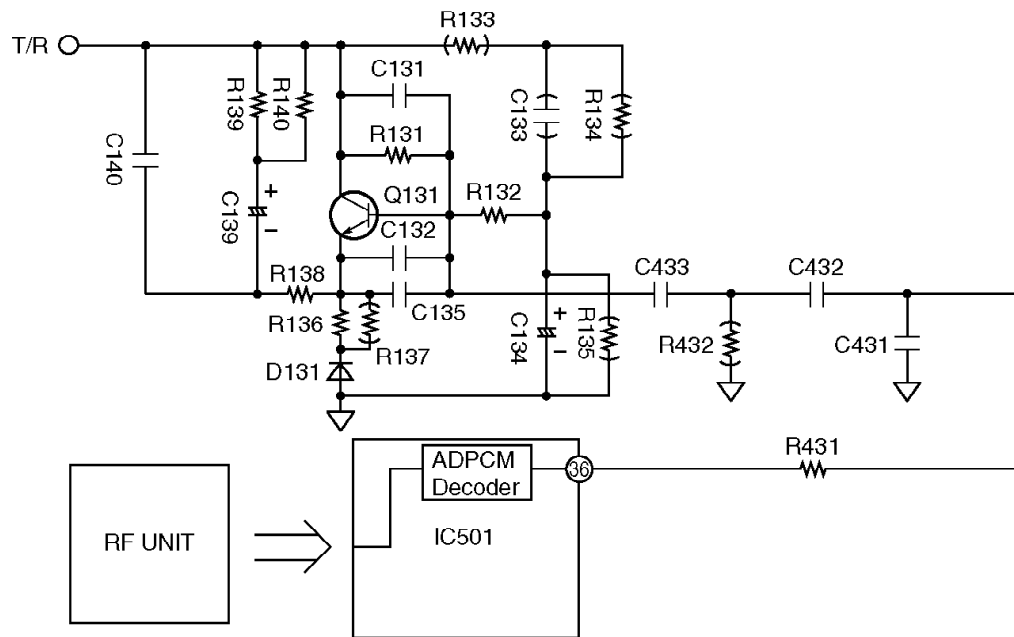 R133
T/R
C131
R139
R140
C133
R134
C140
R131
Q131
R132
C139
+
-
C132
R138
C433
C432
R136
C135
C134
+
-
R135
R432
C431
R137
D131
R431
ADPCM
Decoder
36
RF UNIT
IC501